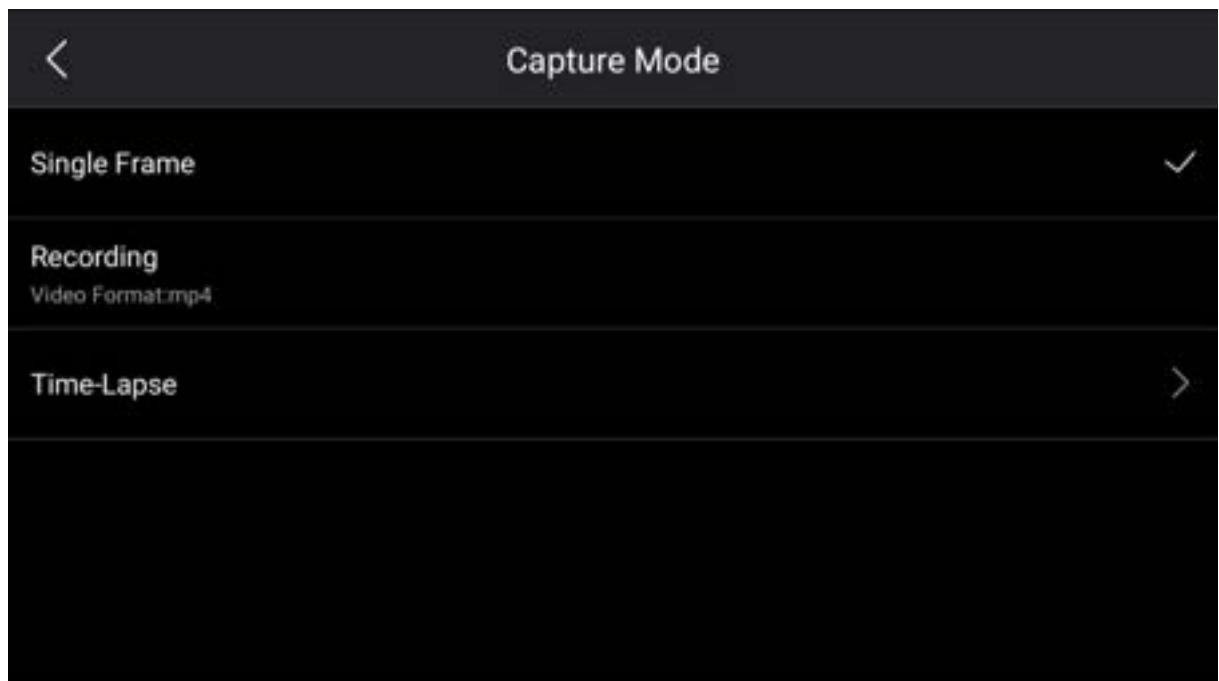 Capture Mode
Single Frame
Recording
Video Format:mp4
Time-Lapse